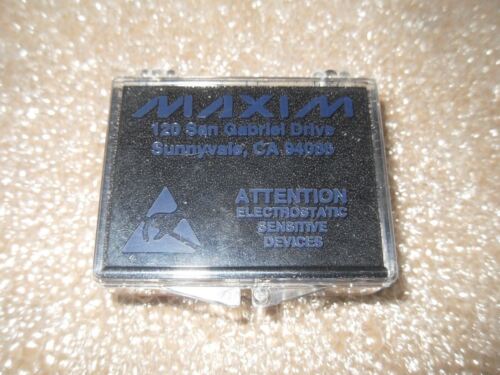 MAXIM
120 San Gabriel Drive
Sunnyvale, CA 94086
ATTENTION
ELECTROSTATIC
SENSITIVE
DEVICES